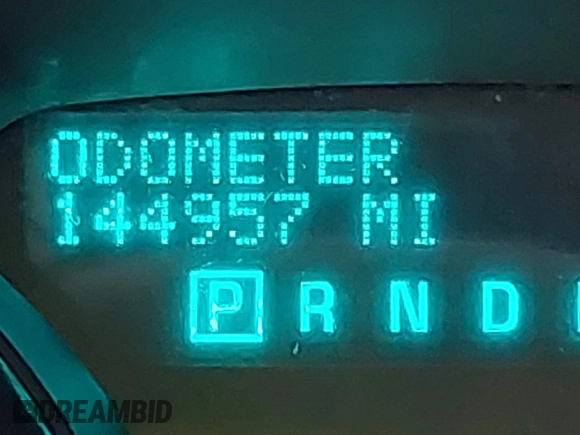 ODOMETER
144957 MI
P R N D
DREAMBID